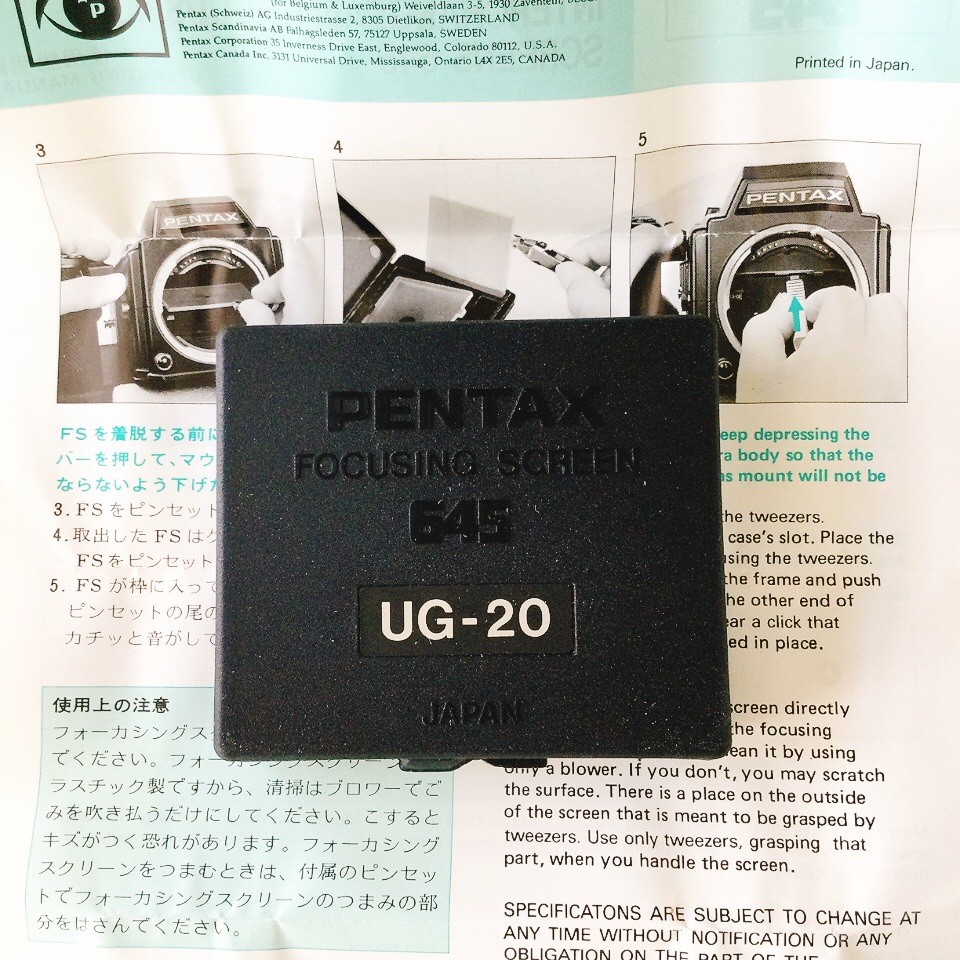 p
(for Belgium & Luxemburg) Weiveldlaan 3-5, 1930 Zaventem,
Pentax (Schweiz) AG Industriestrasse 2, 8305 Dietlikon, SWITZERLAND
Pentax Scandinavia AB Falhagsleden 57, 75127 Uppsala, SWEDEN
Pentax Corporation 35 Inverness Drive East, Englewood, Colorado 80112, U.S.A.
Pentax Canada Inc. 3131 Universal Drive, Mississauga, Ontario L4X 2E5, CANADA
Printed in Japan.
3
4
5
PENTAX
PENTAX
PENTAX
FOCUSING SCREEN
645
UG-20
JAPAN
FSを着脱する前に
バーを押して、マウ
ならないよう下げ
3. FSをピンセット
4. 取出したFSは
FSをピンセット
5. FSが枠に入って
ピンセットの尾の
カチッと音がして
使用上の注意
フォーカシングス
でください。フォーカシングスクリーン
ラスチック製ですから、清掃はブロワーでご
みを吹き払うだけにしてください。こすると
キズがつく恐れがあります。フォーカシング
スクリーンをつまむときは、付属のピンセッ
トでフォーカシングスクリーンのつまみの部
分をはさんでください。
eep depressing the
ra body so that the
s mount will not be
the tweezers.
case's slot. Place the
using the tweezers.
the frame and push
he other end of
ear a click that
ed in place.
screen directly
the focusing
ean it by using
only a blower. If you don't, you may scratch
the surface. There is a place on the outside
of the screen that is meant to be grasped by
tweezers. Use only tweezers, grasping that
part, when you handle the screen.
SPECIFICATONS ARE SUBJECT TO CHANGE AT
ANY TIME WITHOUT NOTIFICATION OR ANY
OBLIGATION ON THE PART OF THE